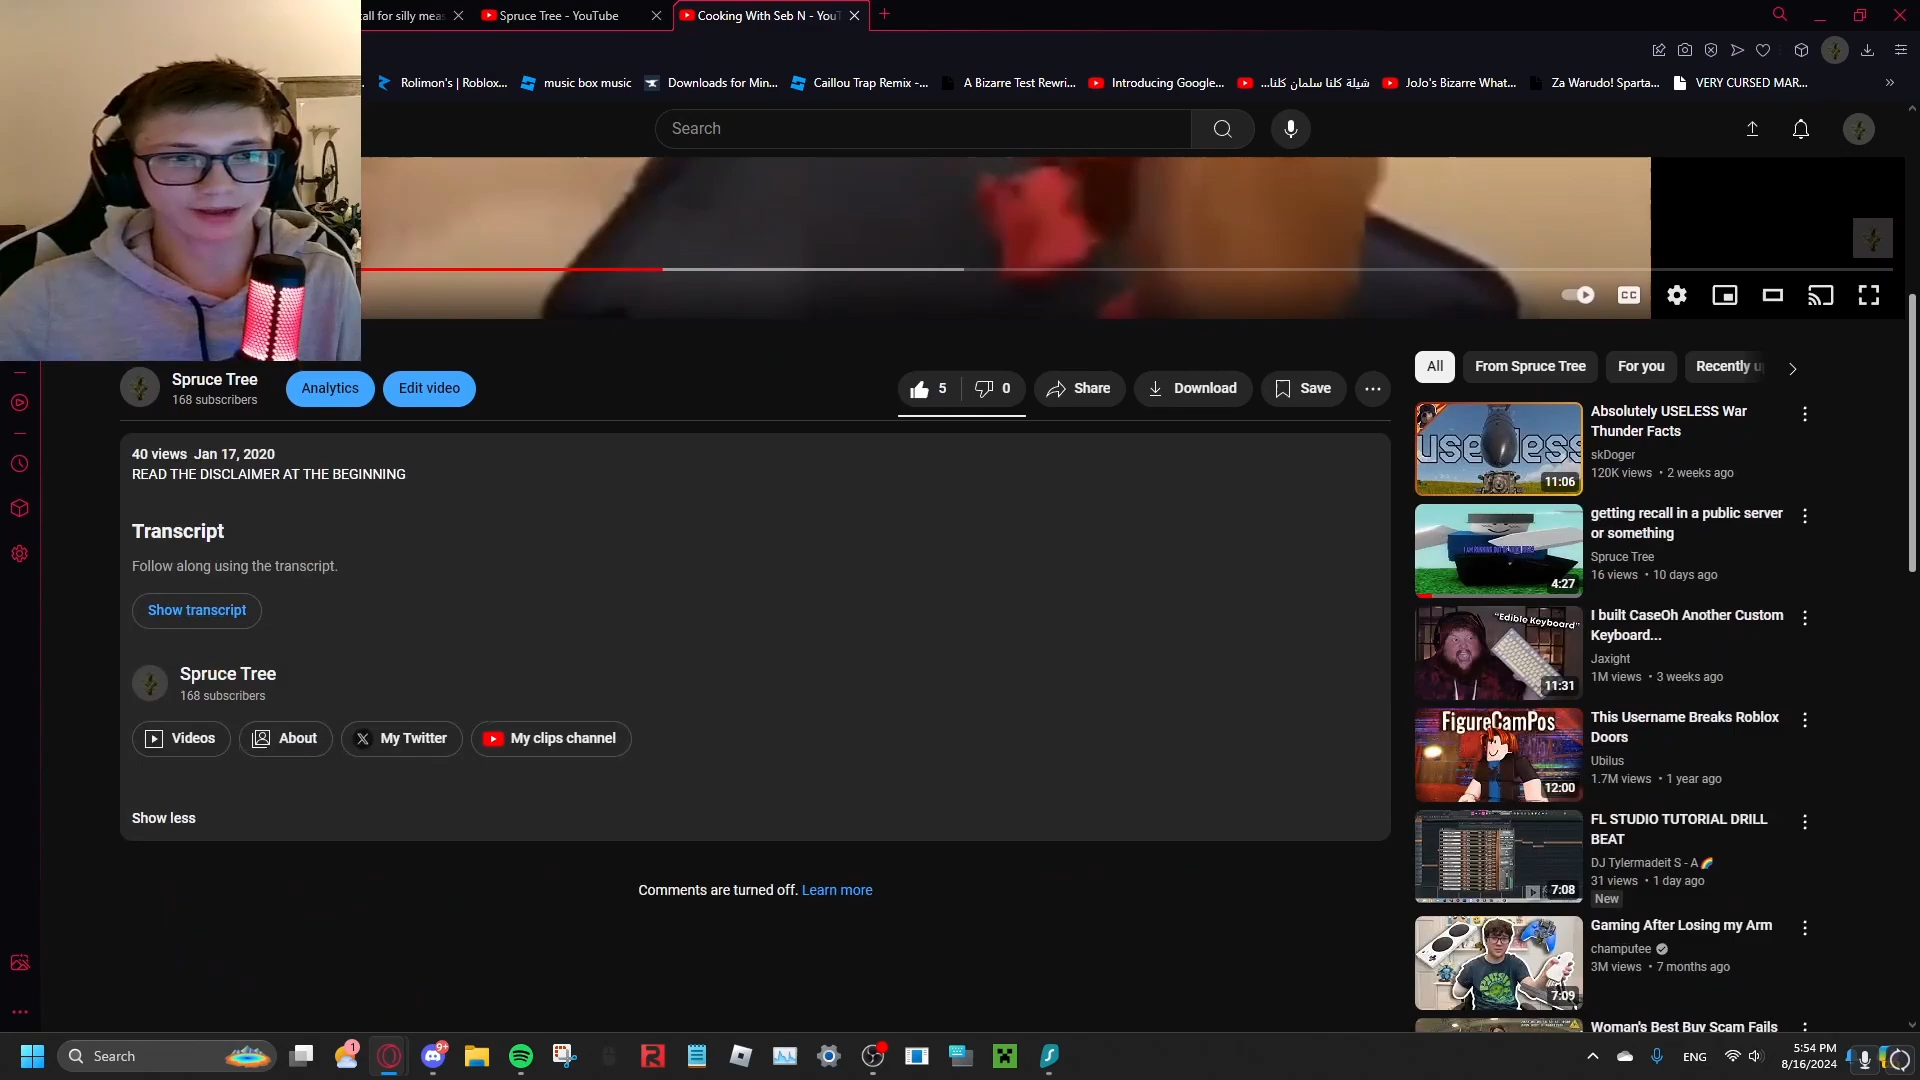 all for silly meas
Spruce Tree - YouTube
Cooking With Seb N - YouT
Rolimon's | Roblox...
music box music
Downloads for Min...
Caillou Trap Remix -...
A Bizarre Test Rewri...
Introducing Google...
شيلة كلنا سلمان كلنا...
JoJo's Bizarre What...
Za Warudo! Sparta...
VERY CURSED MAR...
Search
CC
Spruce Tree
168 subscribers
Analytics
Edit video
5
0
Share
Download
Save
40 views Jan 17, 2020
READ THE DISCLAIMER AT THE BEGINNING
Transcript
Follow along using the transcript.
Show transcript
Spruce Tree
168 subscribers
Videos
About
My Twitter
My clips channel
Show less
Comments are turned off. Learn more
All
From Spruce Tree
For you
Recently u
useless
11:06
Absolutely USELESS War
Thunder Facts
skDoger
120K views • 2 weeks ago
4:27
getting recall in a public server
or something
Spruce Tree
16 views • 10 days ago
"Edible Keyboard"
11:31
I built CaseOh Another Custom
Keyboard...
Jaxight
1M views • 3 weeks ago
FigureCamPos
12:00
This Username Breaks Roblox
Doors
Ubilus
1.7M views • 1 year ago
7:08
FL STUDIO TUTORIAL DRILL
BEAT
DJ Tylermadeit S - A🌈
31 views • 1 day ago
New
7:09
Gaming After Losing my Arm
champutee
3M views • 7 months ago
Woman's Best Buy Scam Fails
Search
1
9+
ENG
5:54 PM
8/16/2024